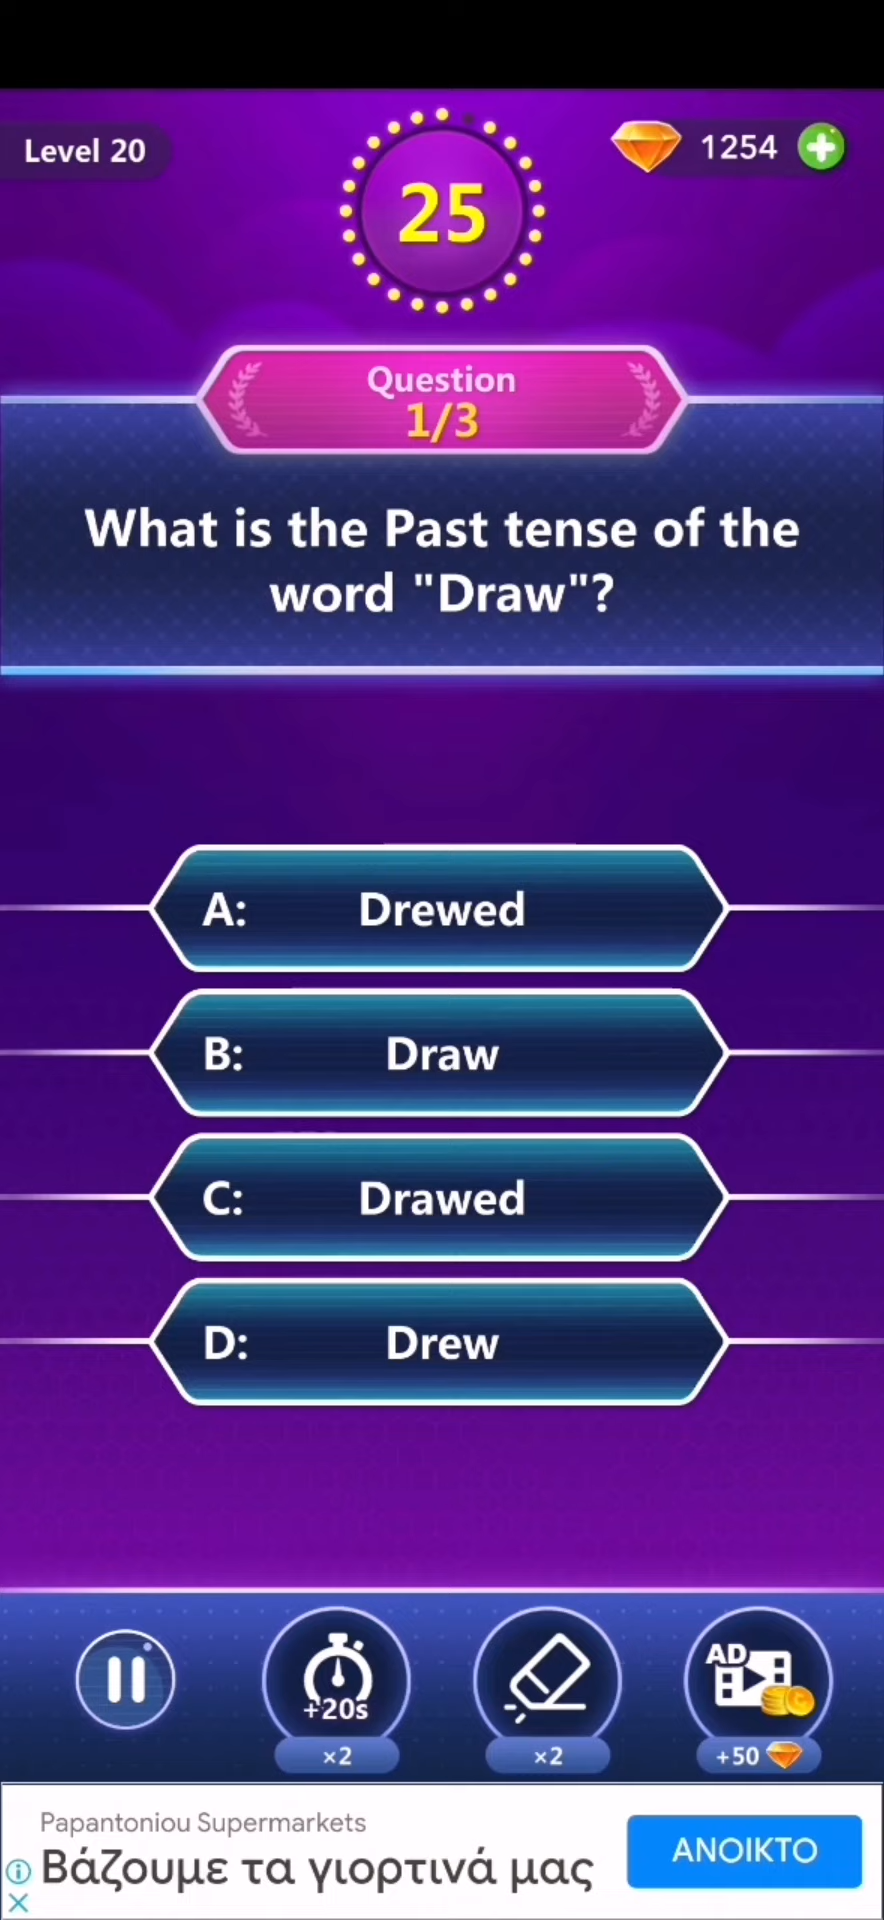 Level 20
25
1254
Question
1/3
What is the Past tense of the
word "Draw"?
A: Drewed
B: Draw
C: Drawed
D: Drew
+20s
×2
×2
AD
+50
Papantoniou Supermarkets
Βάζουμε τα γιορτινά μας
ΑΝΟΙΚΤΟ